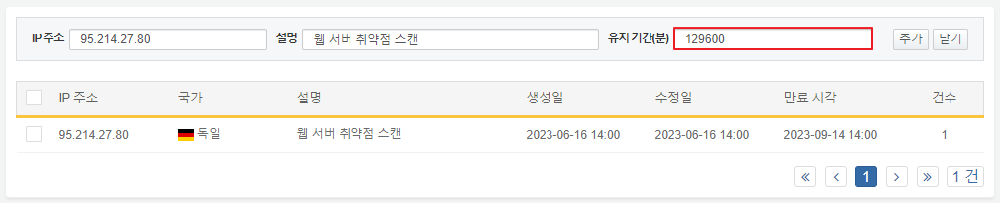 IP 주소 95.214.27.80 설명 웹 서버 취약점 스캔 유지 기간(분) 129600 추가 닫기
IP 주소 국가 설명 생성일 수정일 만료 시각 건수
95.214.27.80 독일 웹 서버 취약점 스캔 2023-06-16 14:00 2023-06-16 14:00 2023-09-14 14:00 1
« ‹ 1 › » 1 건